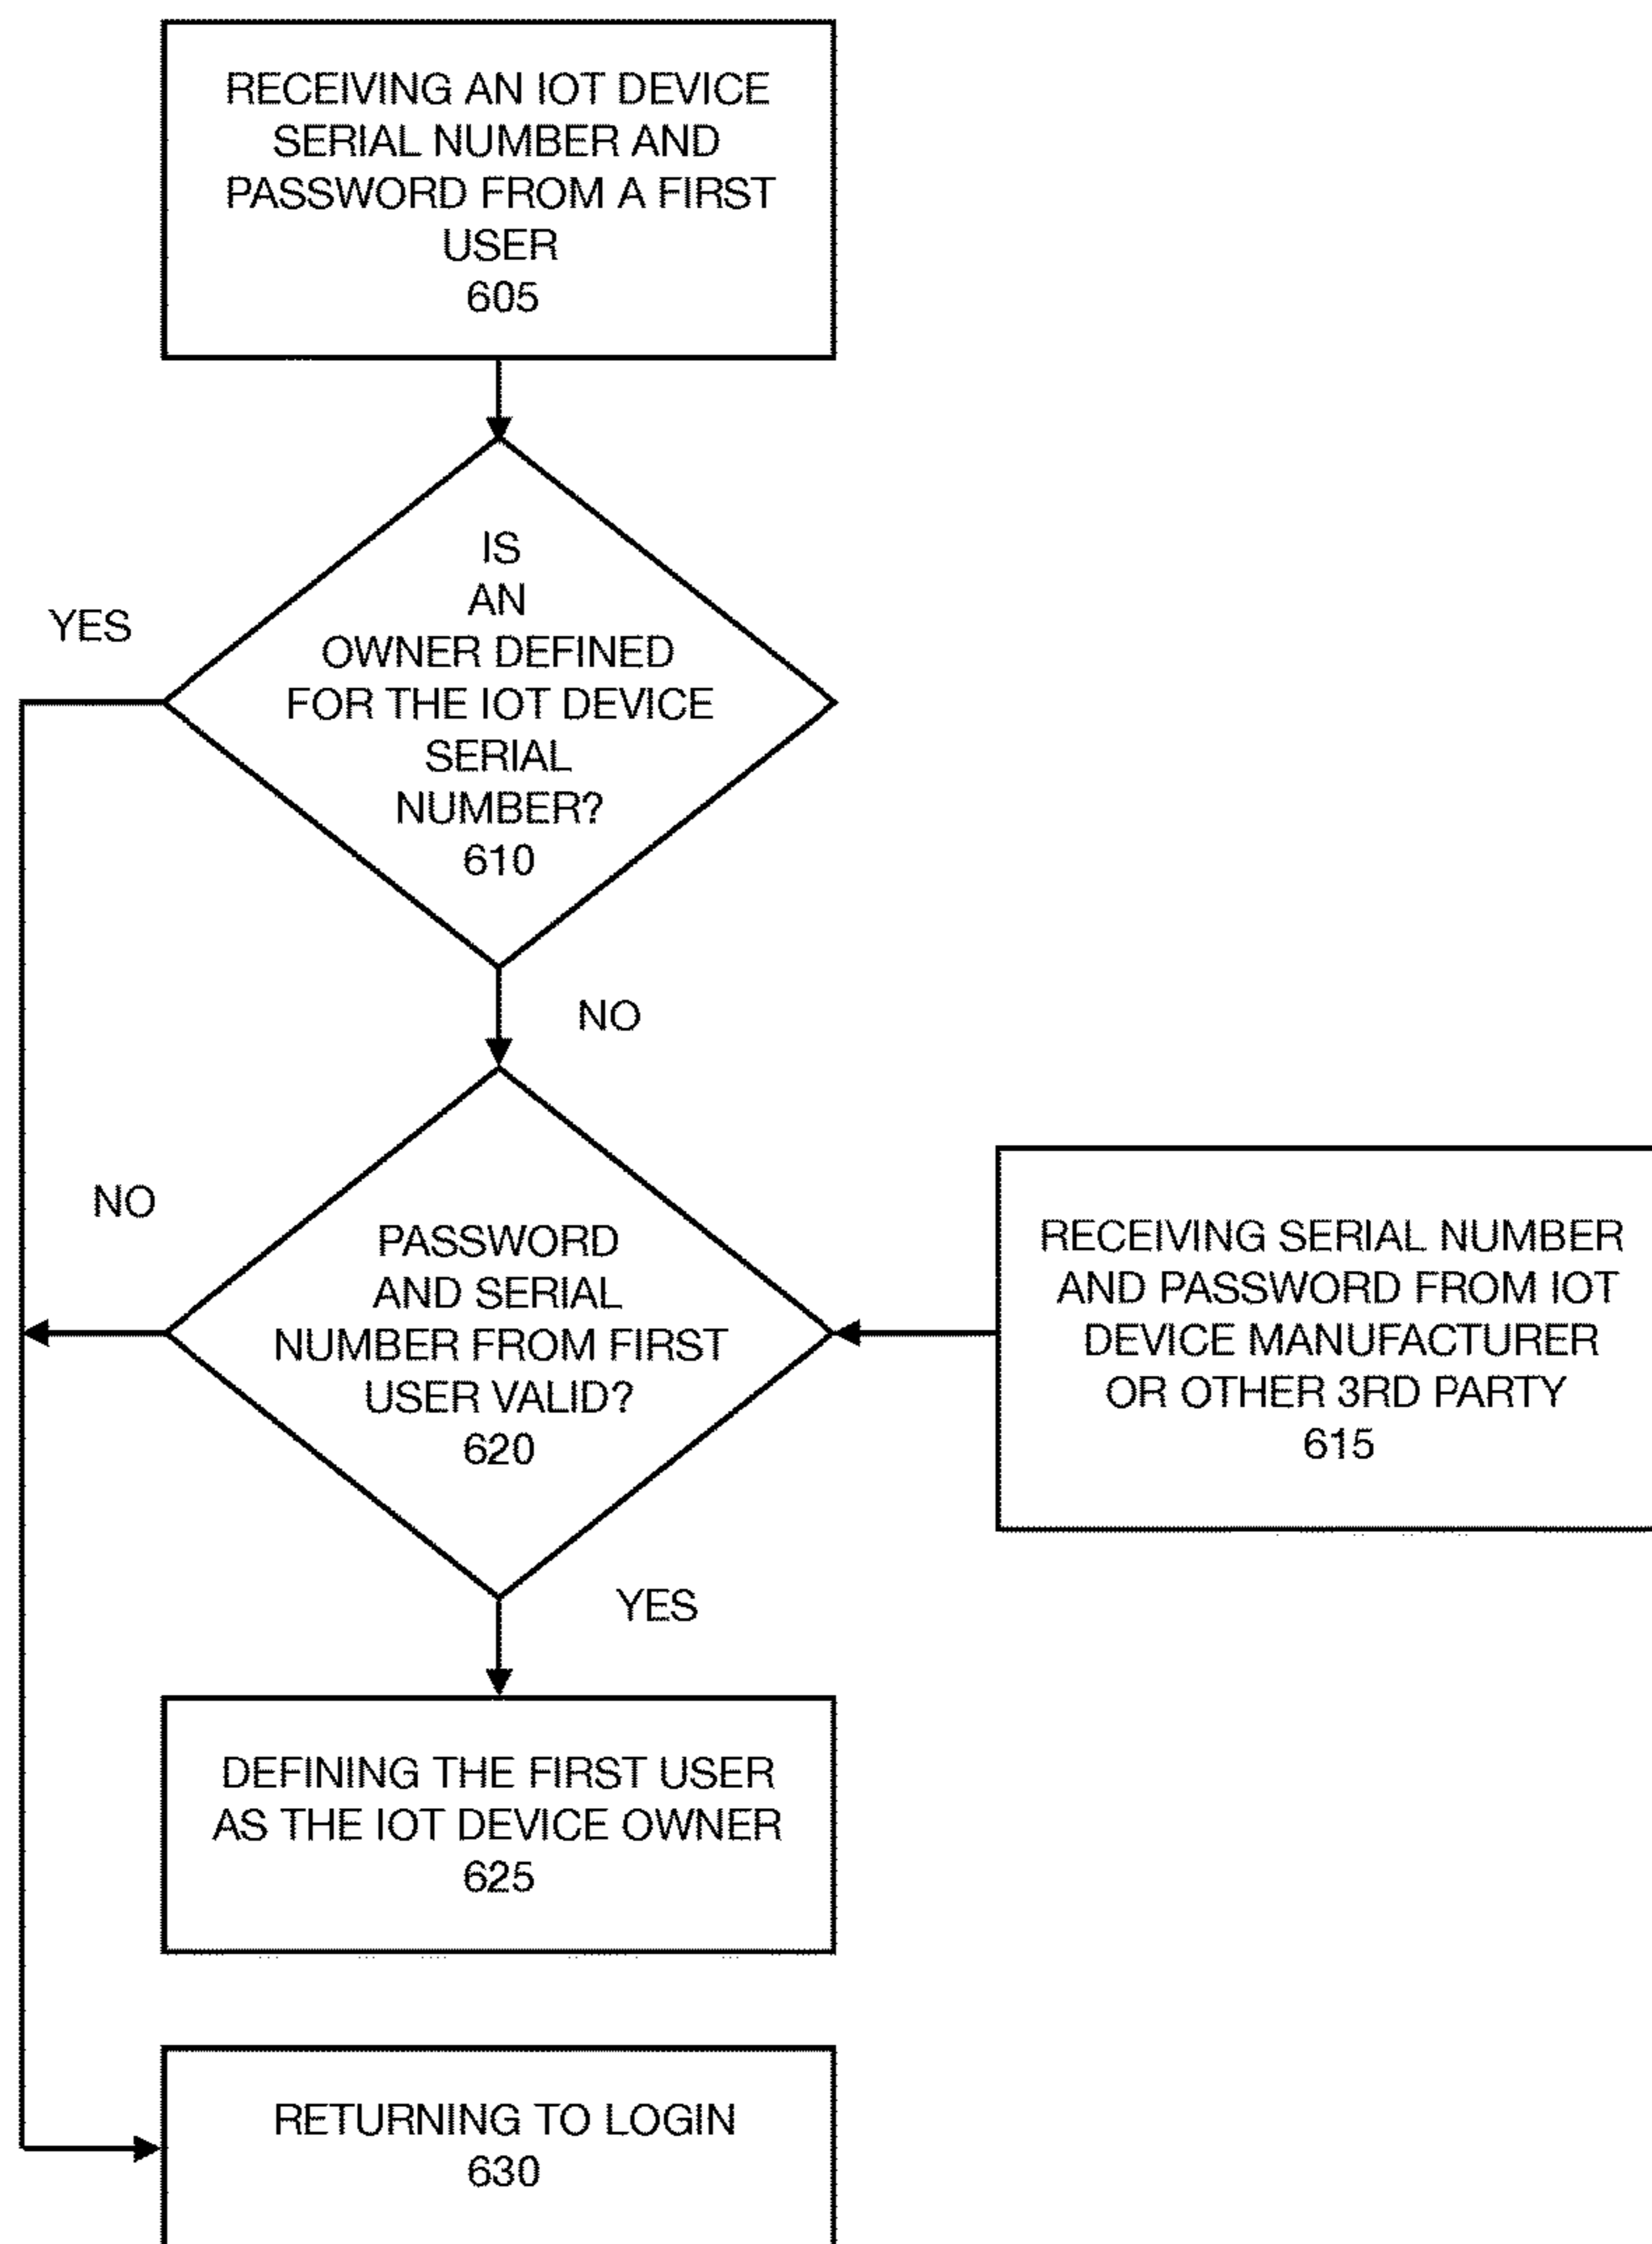 RECEIVING AN IOT DEVICE
SERIAL NUMBER AND
PASSWORD FROM A FIRST
USER
605
IS
AN
OWNER DEFINED
FOR THE IOT DEVICE
SERIAL
NUMBER?
610
YES
NO
PASSWORD
AND SERIAL
NUMBER FROM FIRST
USER VALID?
620
NO
RECEIVING SERIAL NUMBER
AND PASSWORD FROM IOT
DEVICE MANUFACTURER
OR OTHER 3RD PARTY
615
YES
DEFINING THE FIRST USER
AS THE IOT DEVICE OWNER
625
RETURNING TO LOGIN
630